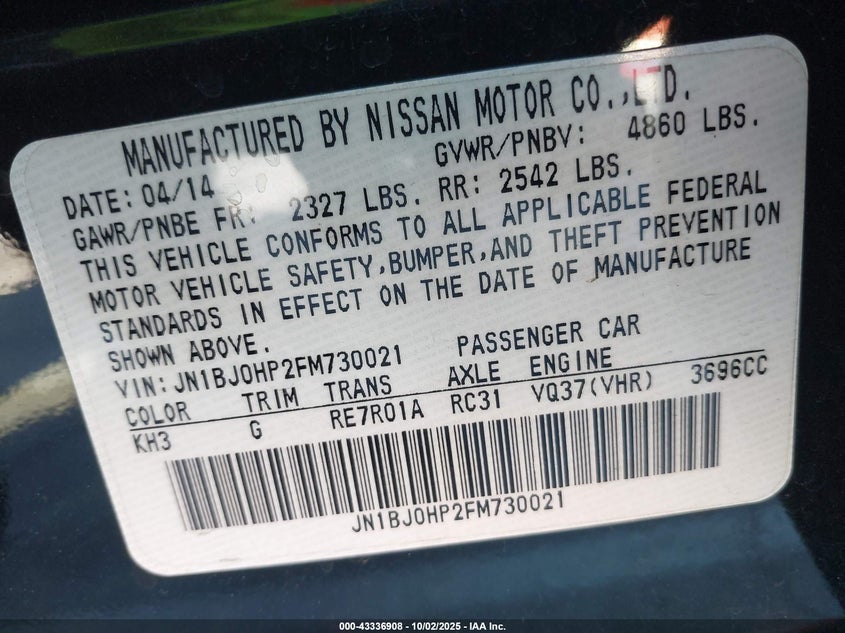 MANUFACTURED BY NISSAN MOTOR CO.,LTD.
DATE: 04/14 GVWR/PNBV: 4860 LBS.
GAWR/PNBE FR: 2327 LBS. RR: 2542 LBS.
THIS VEHICLE CONFORMS TO ALL APPLICABLE FEDERAL
MOTOR VEHICLE SAFETY,BUMPER,AND THEFT PREVENTION
STANDARDS IN EFFECT ON THE DATE OF MANUFACTURE
SHOWN ABOVE.
VIN:JN1BJ0HP2FM730021 PASSENGER CAR
COLOR TRIM TRANS AXLE ENGINE
KH3 G RE7R01A RC31 VQ37(VHR) 3696CC
JN1BJ0HP2FM730021
000-43336908 - 10/02/2025 - IAA Inc.